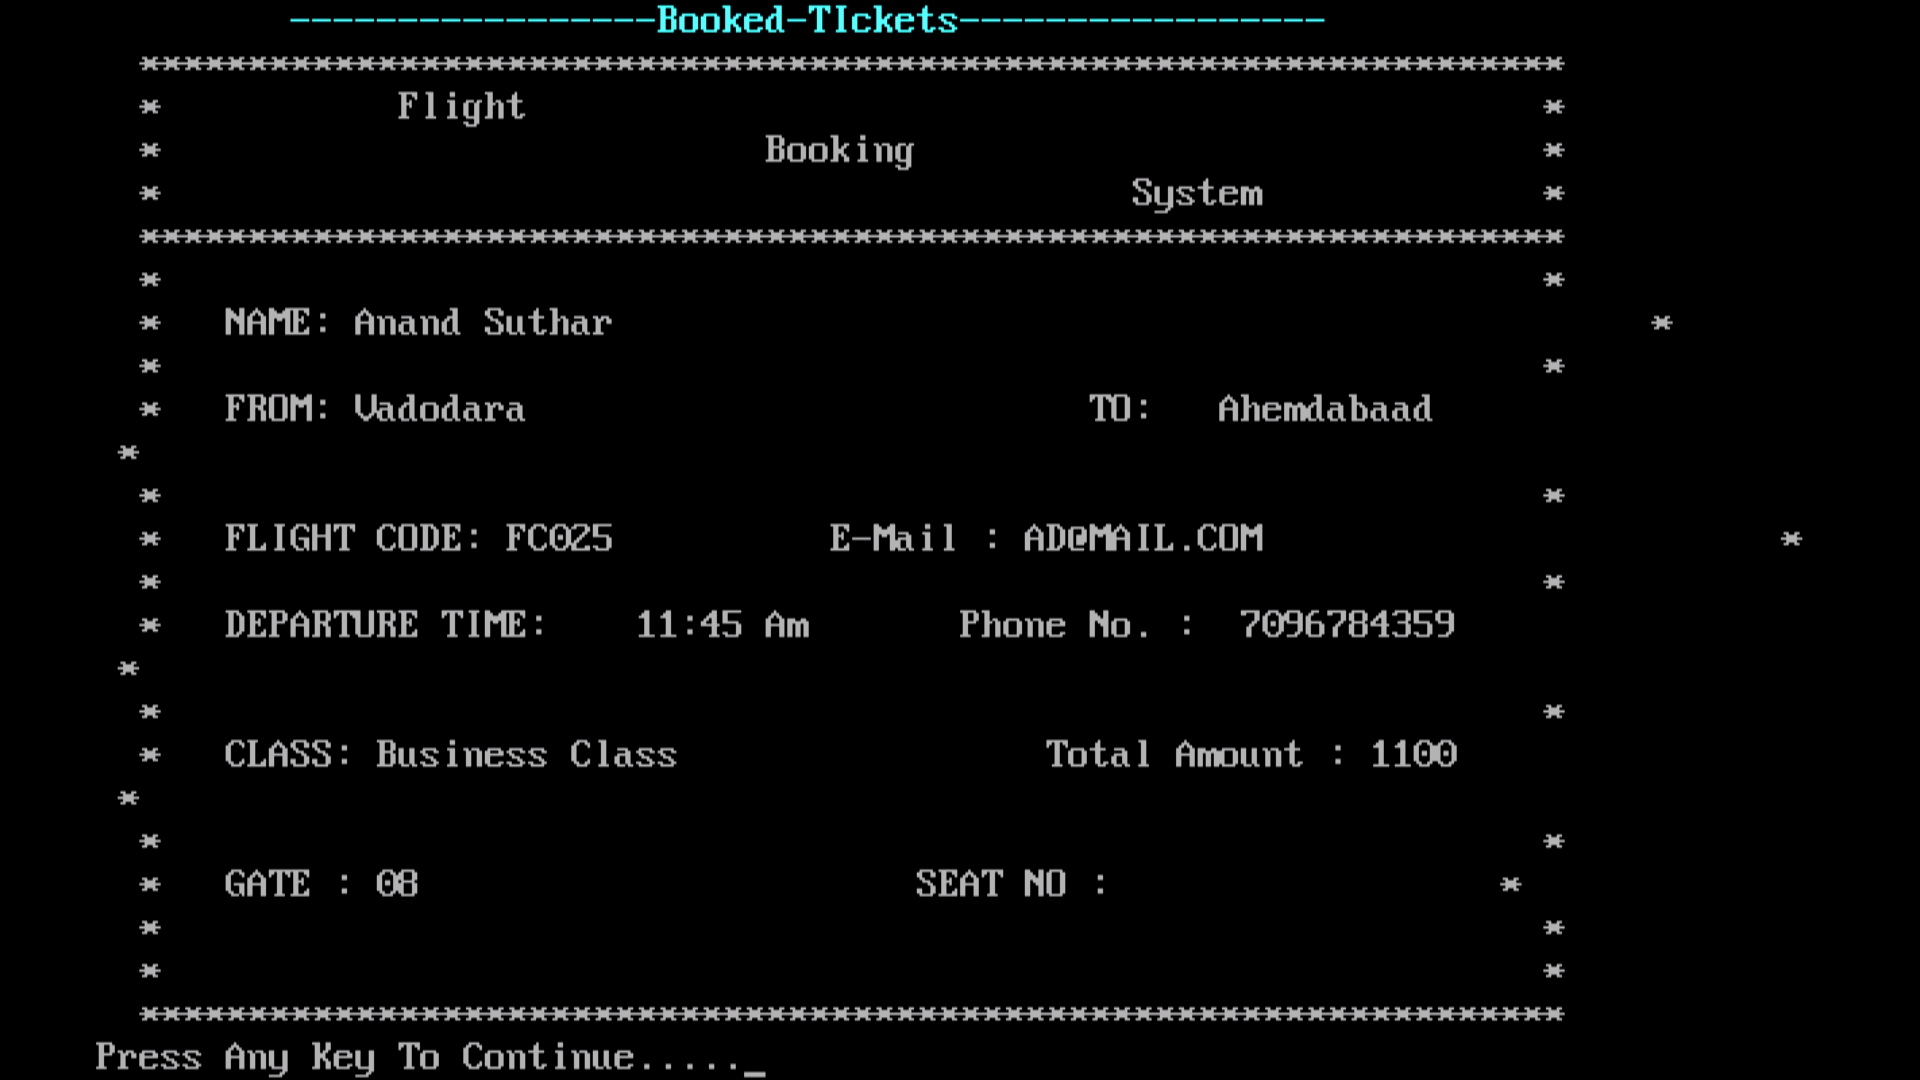 -----------------Booked-TIckets-----------------
******************************************************************
* Flight *
* Booking *
* System *
******************************************************************
* *
* NAME: Anand Suthar *
* *
* FROM: Vadodara TO: Ahemdabaad
*
* *
* FLIGHT CODE: FC025 E-Mail : AD@MAIL.COM *
* *
* DEPARTURE TIME: 11:45 Am Phone No. : 7096784359
*
* *
* CLASS: Business Class Total Amount : 1100
*
* *
* GATE : 08 SEAT NO : *
* *
* *
******************************************************************
Press Any Key To Continue....._